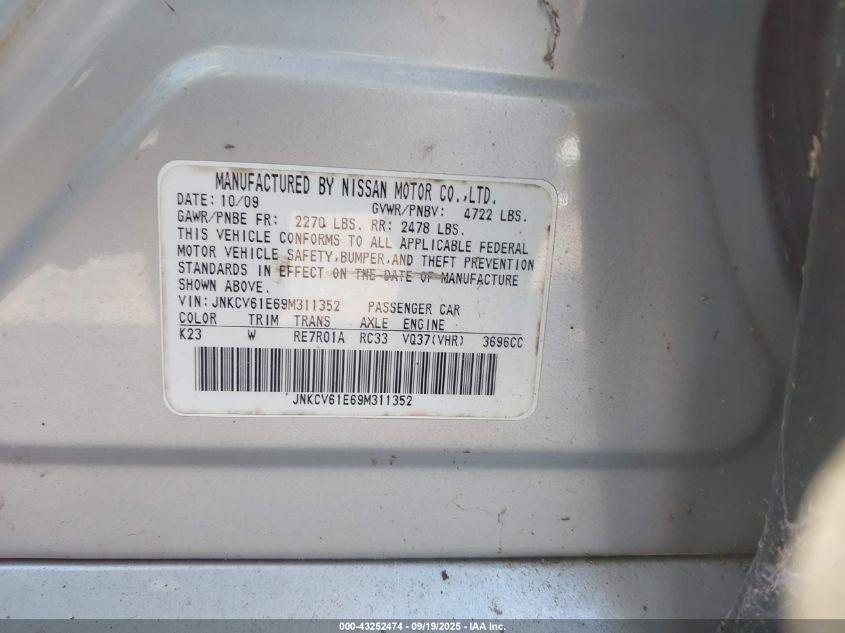 MANUFACTURED BY NISSAN MOTOR CO.,LTD.
DATE: 10/09 GVWR/PNBV: 4722 LBS.
GAWR/PNBE FR: 2270 LBS. RR: 2478 LBS.
THIS VEHICLE CONFORMS TO ALL APPLICABLE FEDERAL
MOTOR VEHICLE SAFETY,BUMPER,AND THEFT PREVENTION
STANDARDS IN EFFECT ON THE DATE OF MANUFACTURE
SHOWN ABOVE.
VIN: JNKCV61E69M311352 PASSENGER CAR
COLOR TRIM TRANS AXLE ENGINE
K23 W RE7R01A RC33 VQ37(VHR) 3696CC
JNKCV61E69M311352
000-43252474 - 09/19/2025 - IAA Inc.